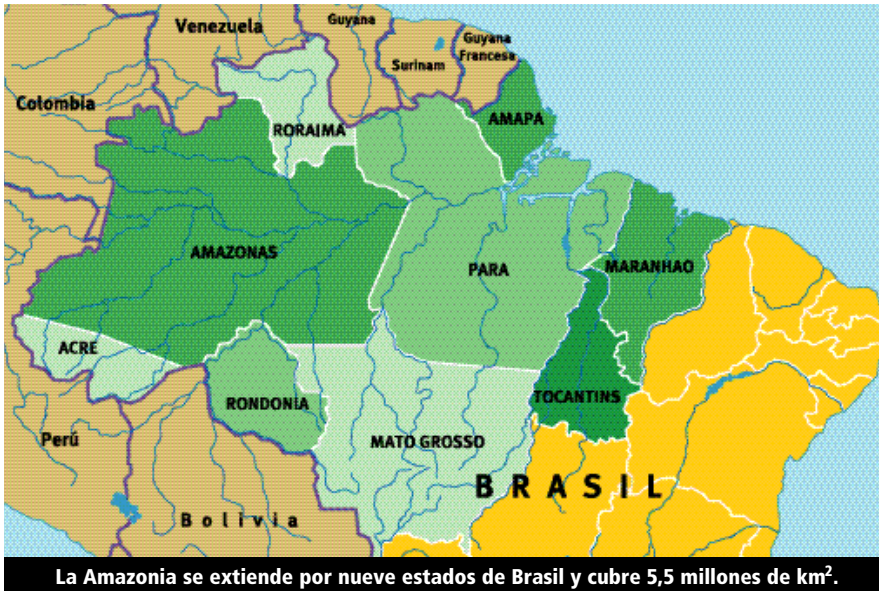 Venezuela
Guyana
Guyana
Francesa
Surinam
Colombia
AMAPA
RORAIMA
AMAZONAS
PARA
MARANHAO
ACRE
TOCANTINS
RONDONIA
Perú
MATO GROSSO
BRASIL
Bolivia
La Amazonia se extiende por nueve estados de Brasil y cubre 5,5 millones de km².